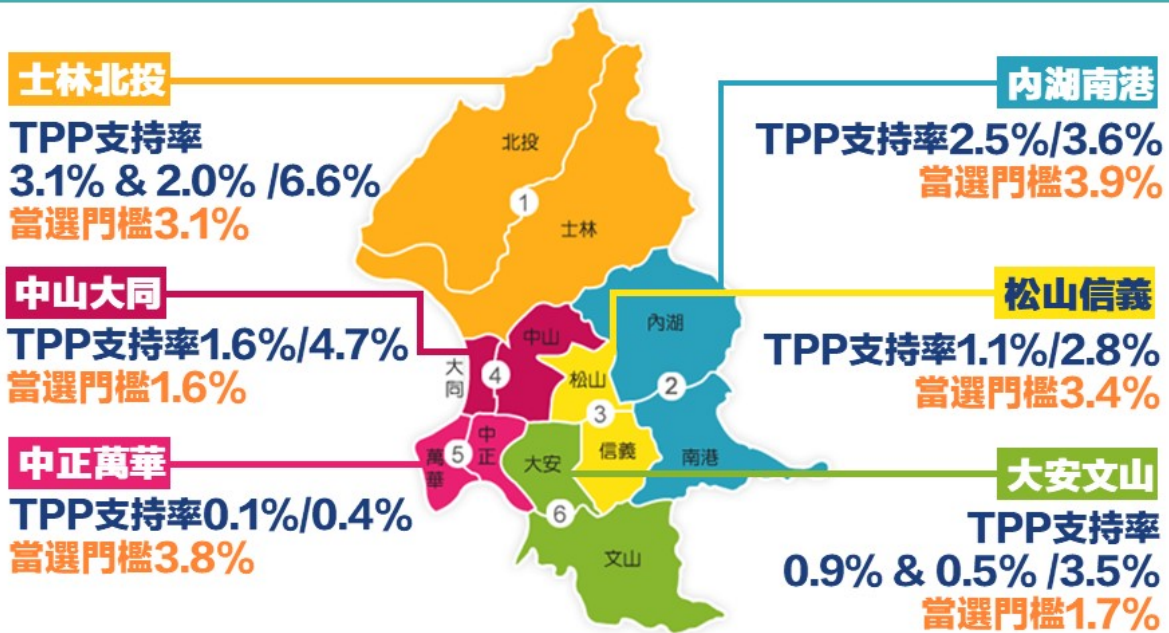 士林北投
TPP支持率
3.1% & 2.0% /6.6%
當選門檻3.1%
中山大同
TPP支持率1.6%/4.7%
當選門檻1.6%
中正萬華
TPP支持率0.1%/0.4%
當選門檻3.8%
北投
1
士林
中山
大同
4
內湖
松山
2
3
中正
5
萬華
大安
信義
南港
6
文山
內湖南港
TPP支持率2.5%/3.6%
當選門檻3.9%
松山信義
TPP支持率1.1%/2.8%
當選門檻3.4%
大安文山
TPP支持率
0.9% & 0.5% /3.5%
當選門檻1.7%